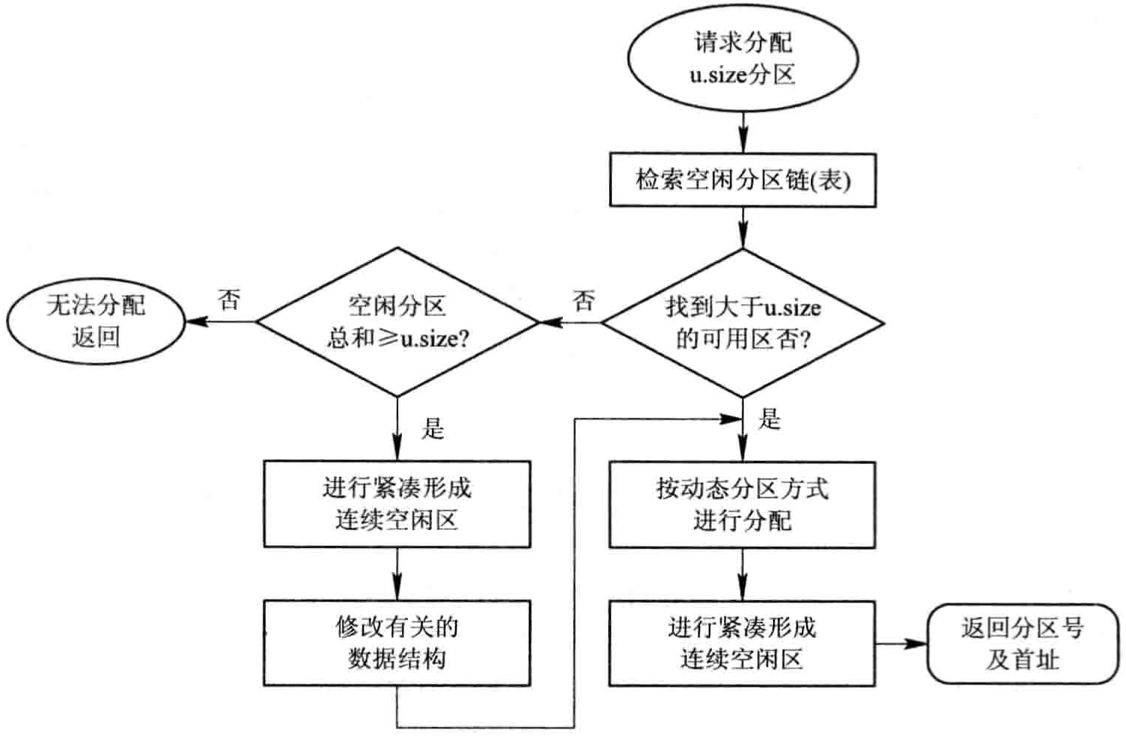 请求分配
u.size分区
检索空闲分区链(表)
找到大于u.size
的可用区否?
否
空闲分区
总和≥u.size?
否
无法分配
返回
是
进行紧凑形成
连续空闲区
修改有关的
数据结构
是
按动态分区方式
进行分配
进行紧凑形成
连续空闲区
返回分区号
及首址